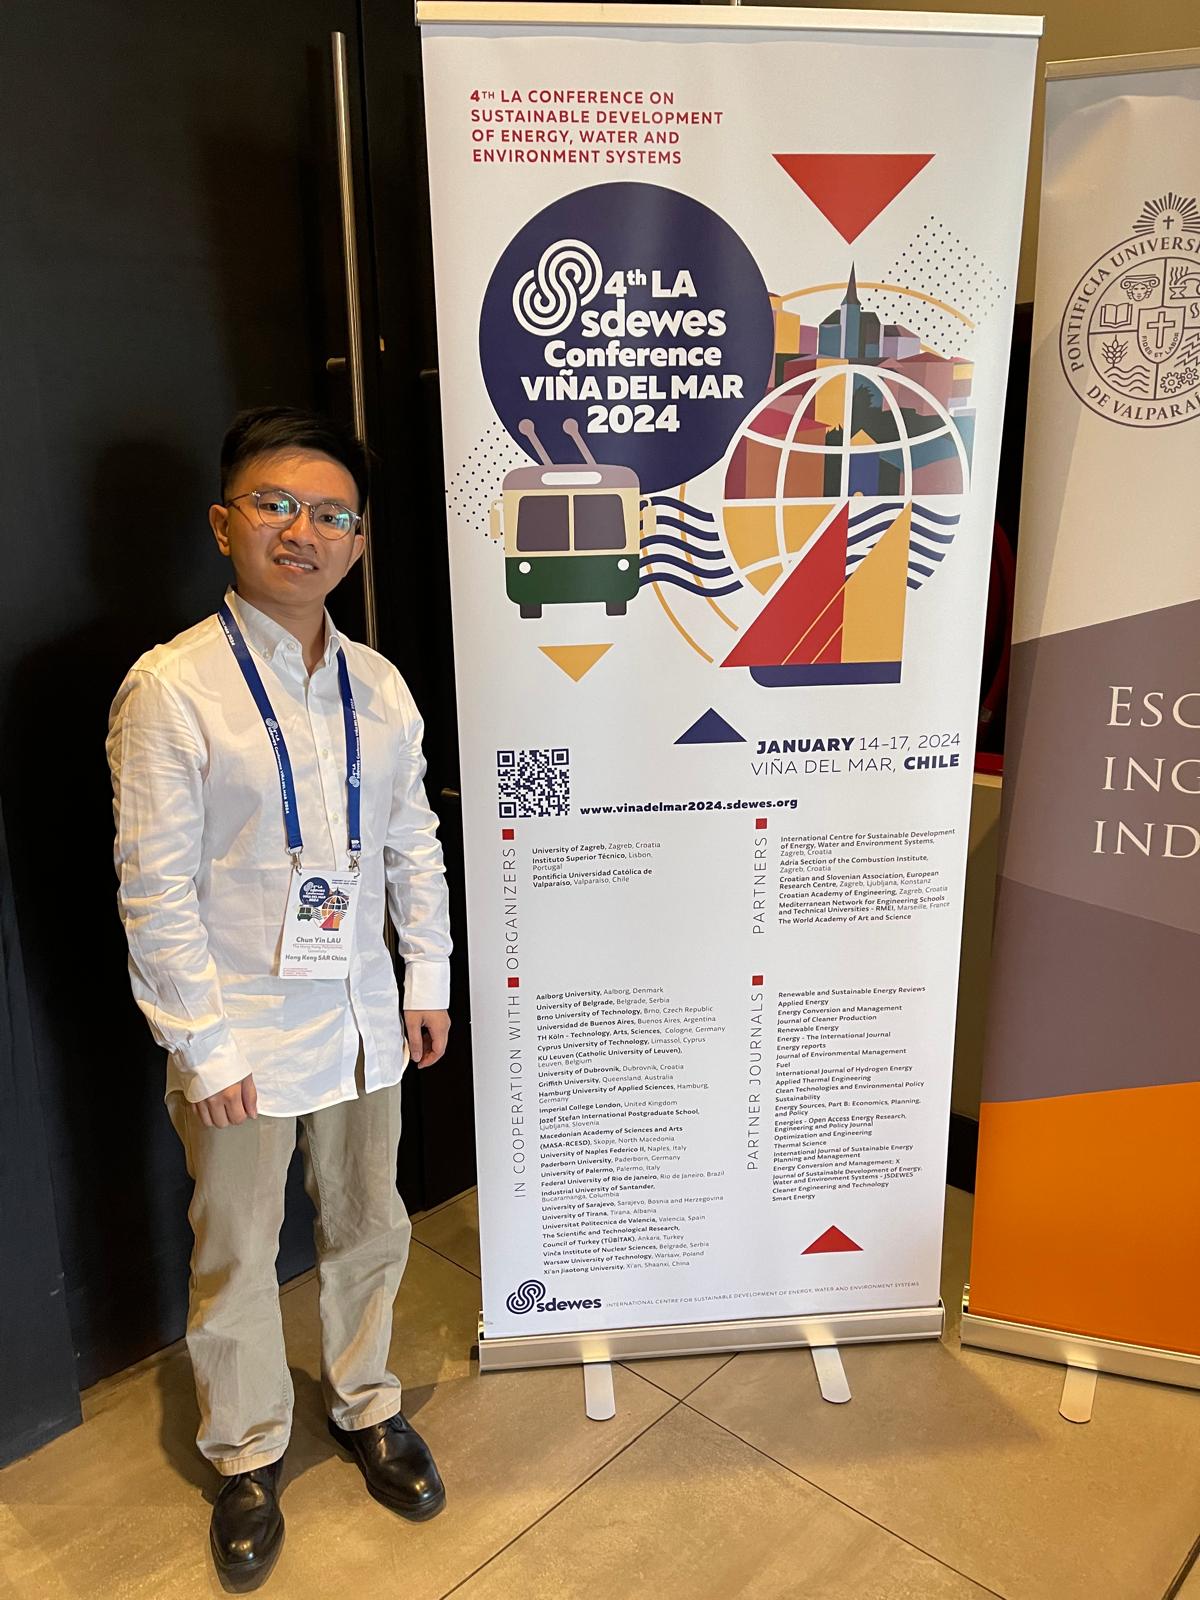 4TH LA CONFERENCE ON
SUSTAINABLE DEVELOPMENT
OF ENERGY, WATER AND
ENVIRONMENT SYSTEMS
4th LA
sdewes
Conference
VIÑA DEL MAR
2024
JANUARY 14-17, 2024
VIÑA DEL MAR, CHILE
www.vinadelmar2024.sdewes.org
ORGANIZERS
University of Zagreb, Zagreb, Croatia
Instituto Superior Técnico, Lisbon,
Portugal
Pontificia Universidad Católica de
Valparaíso, Valparaíso, Chile
PARTNERS
International Centre for Sustainable Development
of Energy, Water and Environment Systems,
Zagreb, Croatia
Adria Section of the Combustion Institute,
Zagreb, Croatia
Croatian and Slovenian Association, European
Research Centre, Zagreb, Ljubljana, Konstanz
Croatian Academy of Engineering, Zagreb, Croatia
Mediterranean Network for Engineering Schools
and Technical Universities - RMEI, Marseille, France
The World Academy of Art and Science
IN COOPERATION WITH
Aalborg University, Aalborg, Denmark
University of Belgrade, Belgrade, Serbia
Brno University of Technology, Brno, Czech Republic
Universidad de Buenos Aires, Buenos Aires, Argentina
TH Köln - Technology, Arts, Sciences, Cologne, Germany
Cyprus University of Technology, Limassol, Cyprus
KU Leuven (Catholic University of Leuven),
Leuven, Belgium
University of Dubrovnik, Dubrovnik, Croatia
Griffith University, Queensland, Australia
Hamburg University of Applied Sciences, Hamburg,
Germany
Imperial College London, United Kingdom
Jozef Stefan International Postgraduate School,
Ljubljana, Slovenia
Macedonian Academy of Sciences and Arts
(MASA-RCESD), Skopje, North Macedonia
University of Naples Federico II, Naples, Italy
Paderborn University, Paderborn, Germany
University of Palermo, Palermo, Italy
Federal University of Rio de Janeiro, Rio de Janeiro, Brazil
Industrial University of Santander,
Bucaramanga, Columbia
University of Sarajevo, Sarajevo, Bosnia and Herzegovina
University of Tirana, Tirana, Albania
Universitat Politecnica de Valencia, Valencia, Spain
The Scientific and Technological Research,
Council of Turkey (TÜBİTAK), Ankara, Turkey
Vinča Institute of Nuclear Sciences, Belgrade, Serbia
Warsaw University of Technology, Warsaw, Poland
Xi'an Jiaotong University, Xi'an, Shaanxi, China
PARTNER JOURNALS
Renewable and Sustainable Energy Reviews
Applied Energy
Energy Conversion and Management
Journal of Cleaner Production
Renewable Energy
Energy - The International Journal
Energy reports
Journal of Environmental Management
Fuel
International Journal of Hydrogen Energy
Applied Thermal Engineering
Clean Technologies and Environmental Policy
Sustainability
Energy Sources, Part B: Economics, Planning,
and Policy
Energies - Open Access Energy Research,
Engineering and Policy Journal
Optimization and Engineering
Thermal Science
International Journal of Sustainable Energy
Planning and Management
Energy Conversion and Management: X
Journal of Sustainable Development of Energy,
Water and Environment Systems - JSDEWES
Cleaner Engineering and Technology
Smart Energy
sdewes INTERNATIONAL CENTRE FOR SUSTAINABLE DEVELOPMENT OF ENERGY, WATER AND ENVIRONMENT SYSTEMS
Chun Yin LAU
The Hong Kong Polytechnic
University
Hong Kong SAR China
PONTIFICIA UNIVERSI
DE VALPARAÍ
FIDES ET LABOR
ESC
ING
IND